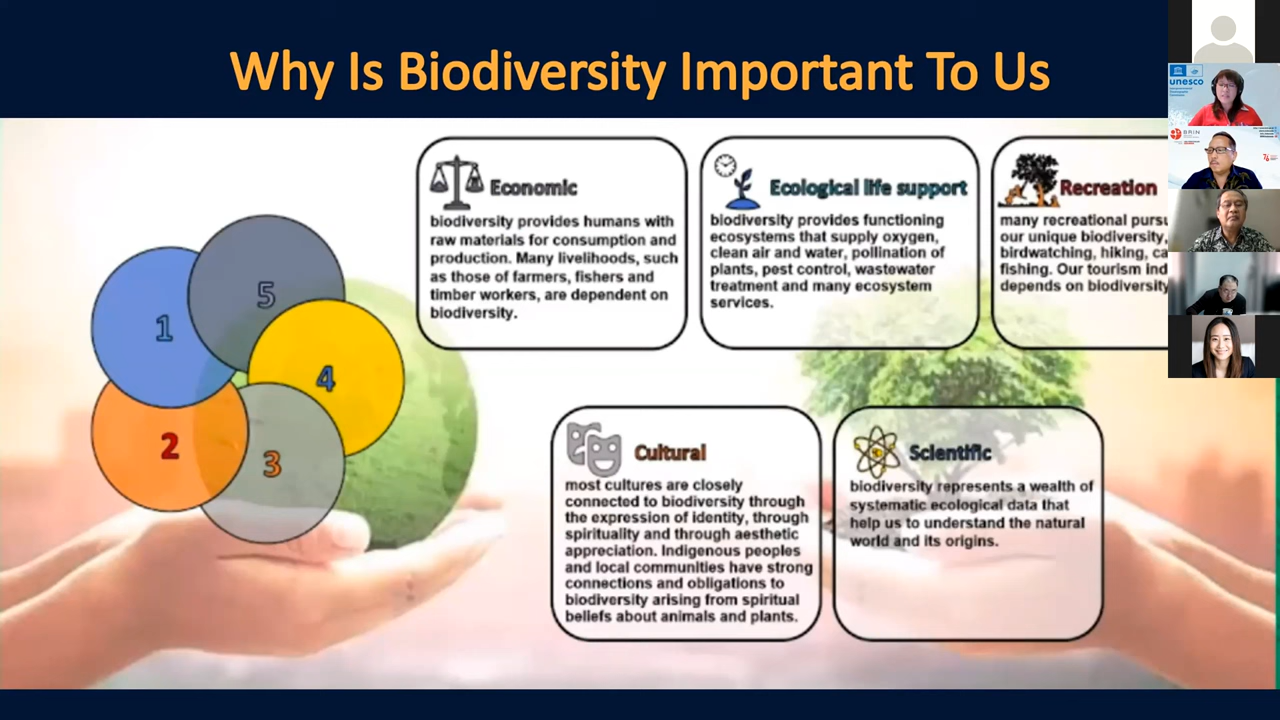 Why Is Biodiversity Important To Us
1
5
4
2
3
Economic
biodiversity provides humans with
raw materials for consumption and
production. Many livelihoods, such
as those of farmers, fishers and
timber workers, are dependent on
biodiversity.
Ecological life support
biodiversity provides functioning
ecosystems that supply oxygen,
clean air and water, pollination of
plants, pest control, wastewater
treatment and many ecosystem
services.
Recreation
many recreational
our unique biodiversity,
birdwatching, hiking,
fishing. Our tourism
depends on biodiversity
Cultural
most cultures are closely
connected to biodiversity through
the expression of identity, through
spirituality and through aesthetic
appreciation. Indigenous peoples
and local communities have strong
connections and obligations to
biodiversity arising from spiritual
beliefs about animals and plants.
Scientific
biodiversity represents a wealth of
systematic ecological data that
help us to understand the natural
world and its origins.
unesco
BRIN